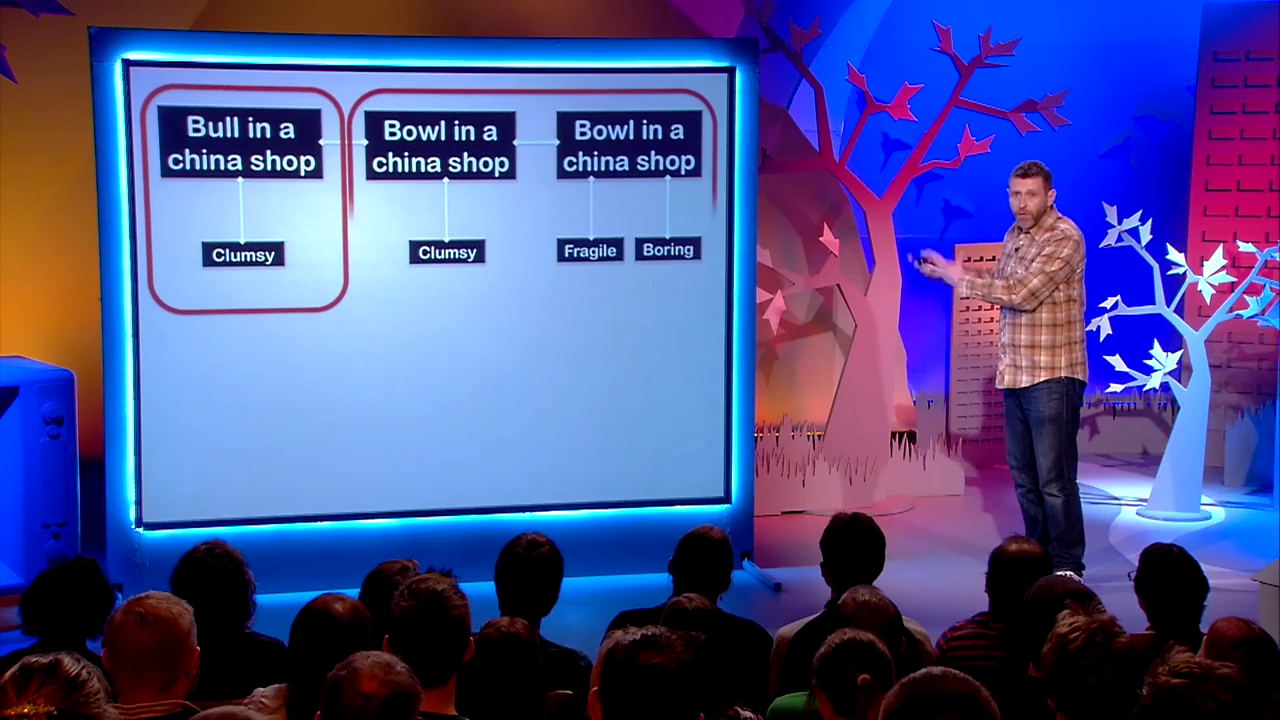 Bull in a
china shop
Bowl in a
china shop
Bowl in a
china shop
Clumsy
Clumsy
Fragile
Boring